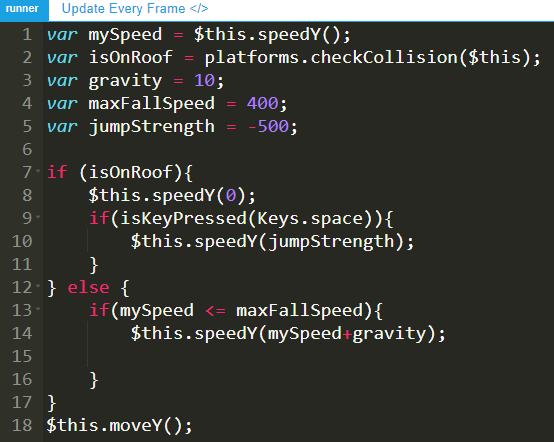 runner Update Every Frame </>
1 var mySpeed = $this.speedY();
2 var isOnRoof = platforms.checkCollision($this);
3 var gravity = 10;
4 var maxFallSpeed = 400;
5 var jumpStrength = -500;
6
7 if (isOnRoof){
8     $this.speedY(0);
9     if(isKeyPressed(Keys.space)){
10         $this.speedY(jumpStrength);
11     }
12 } else {
13     if(mySpeed <= maxFallSpeed){
14         $this.speedY(mySpeed+gravity);
15
16     }
17 }
18 $this.moveY();